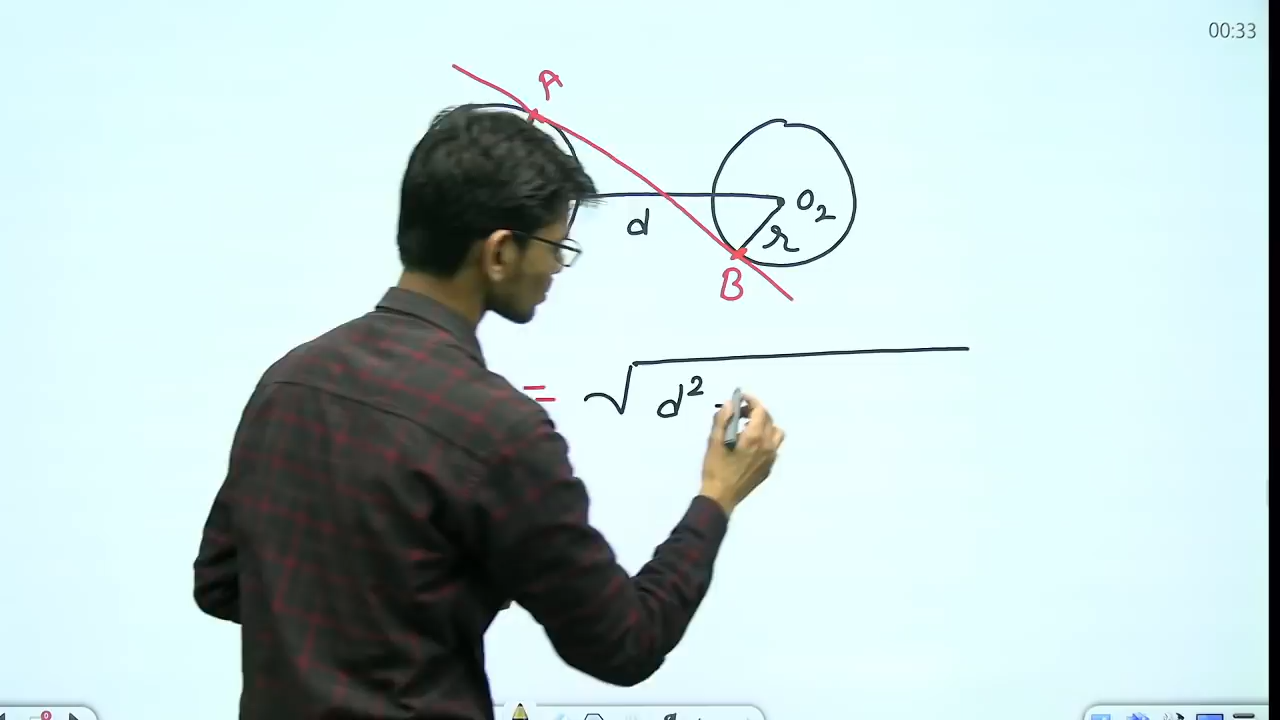 00:33
A
d
O₂
r
B
= √d² -